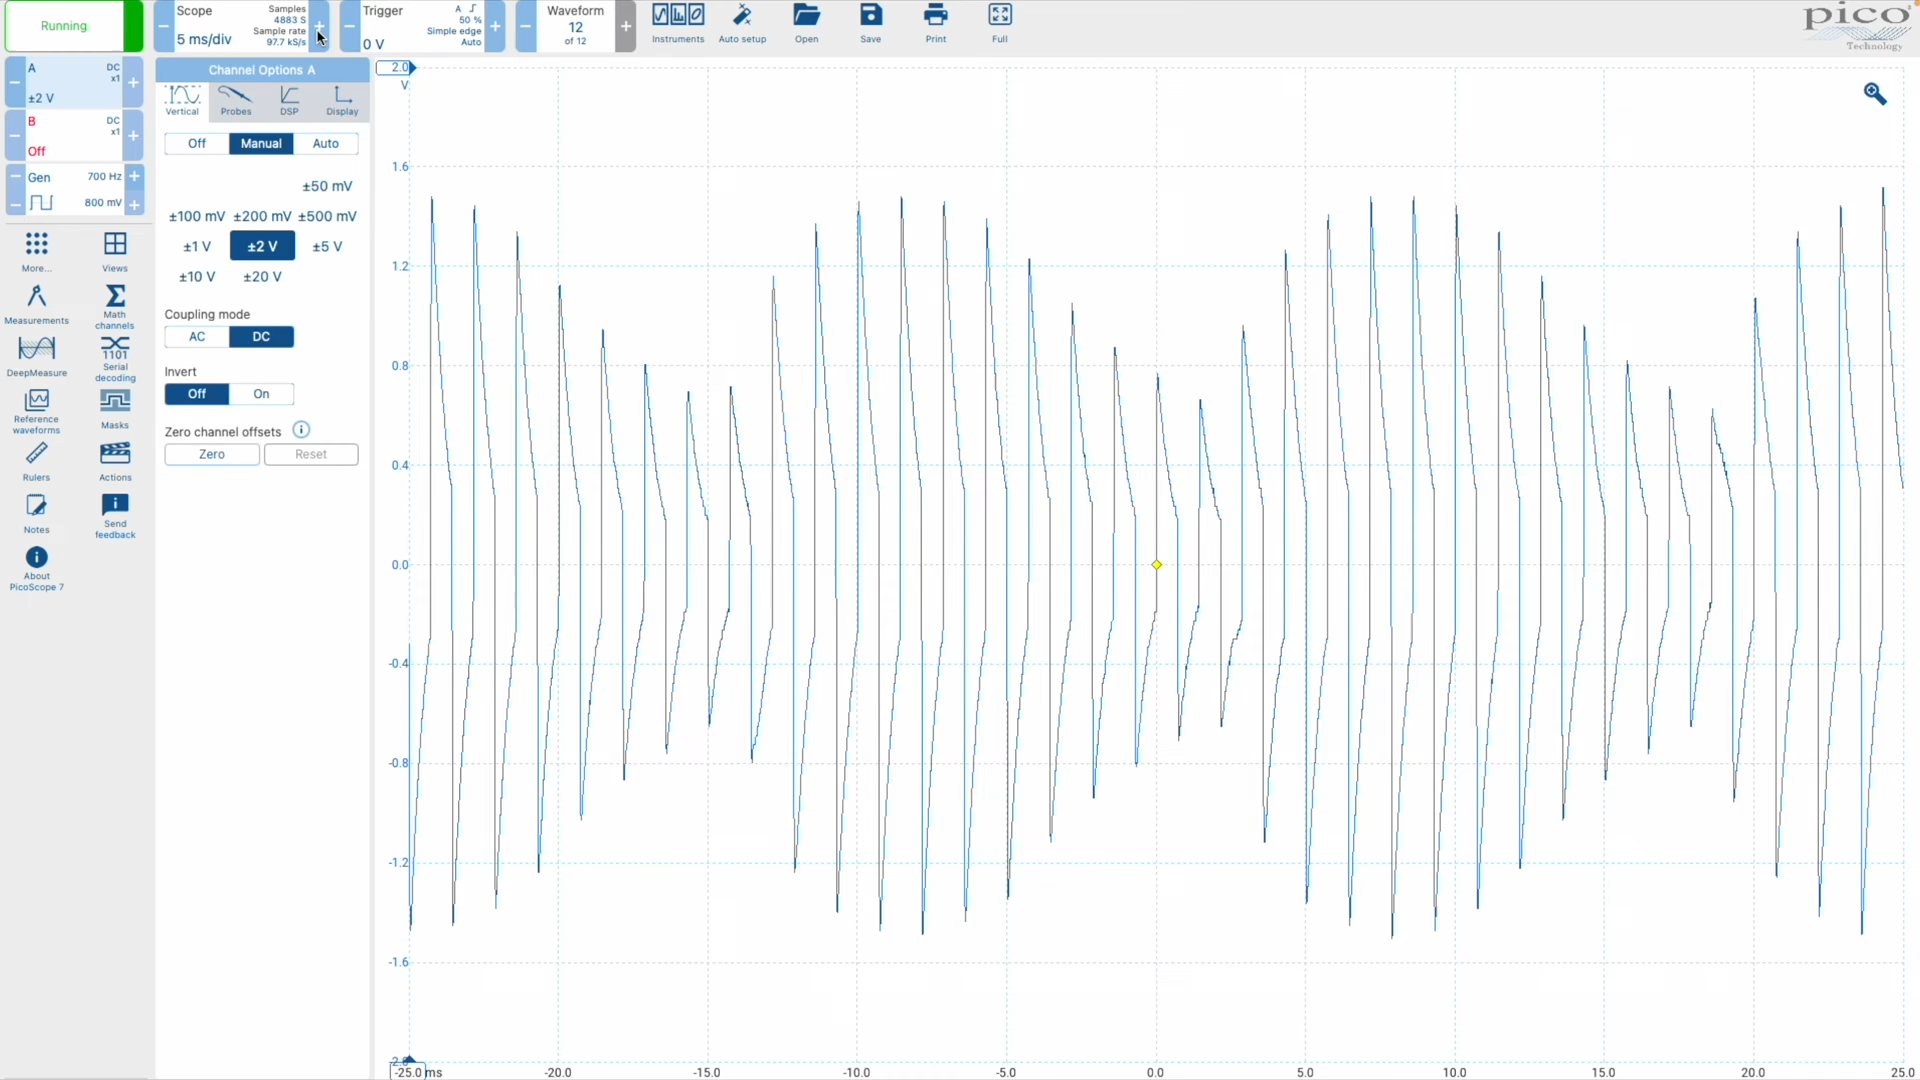 Running
Scope
5 ms/div
Samples
4883 S
Sample rate
97.7 kS/s
Trigger
0 V
A
50 %
Simple edge
Auto
Waveform
12
of 12
Instruments
Auto setup
Open
Save
Print
Full
pico
Technology
A
DC
x1
±2 V
B
DC
x1
Off
Gen
700 Hz
800 mV
More...
Views
Measurements
Math
channels
DeepMeasure
1101
Serial
decoding
Reference
waveforms
Masks
Rulers
Actions
Notes
Send
feedback
About
PicoScope 7
Channel Options A
Vertical
Probes
DSP
Display
Off
Manual
Auto
±50 mV
±100 mV
±200 mV
±500 mV
±1 V
±2 V
±5 V
±10 V
±20 V
Coupling mode
AC
DC
Invert
Off
On
Zero channel offsets
Zero
Reset
2.0
V
1.6
1.2
0.8
0.4
0.0
-0.4
-0.8
-1.2
-1.6
-25.0 ms
-20.0
-15.0
-10.0
-5.0
0.0
5.0
10.0
15.0
20.0
25.0